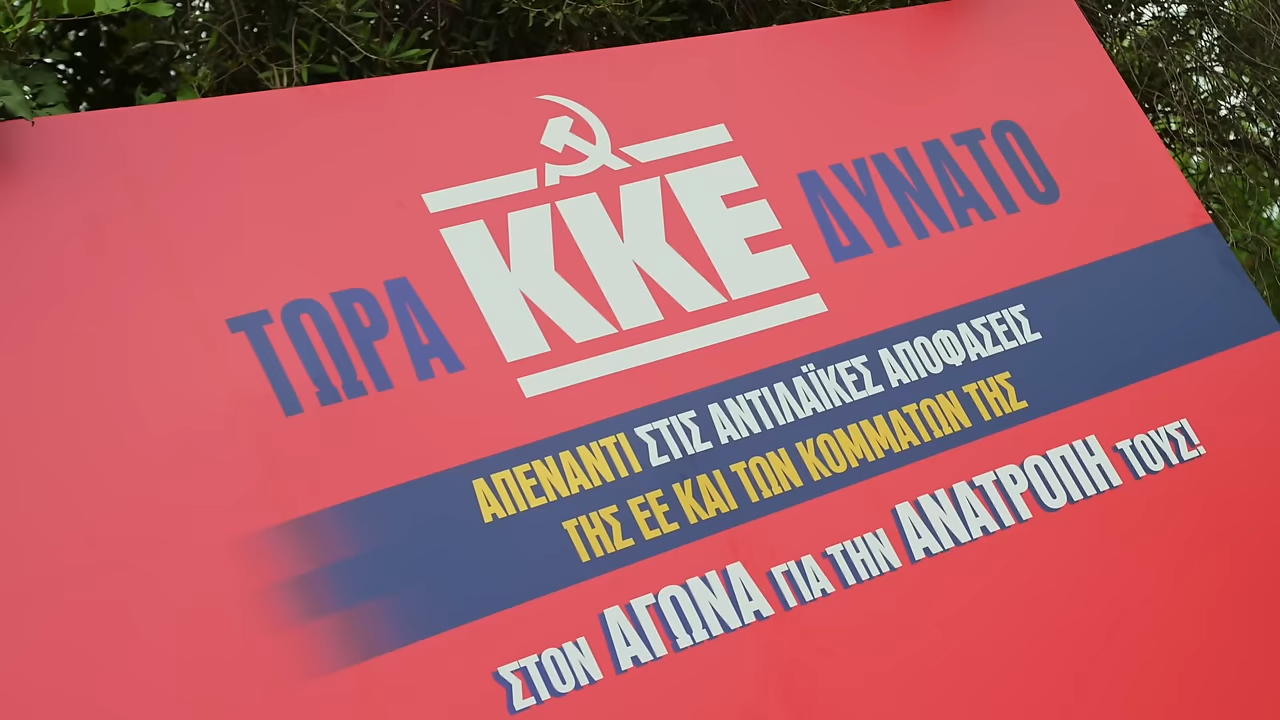 ΤΩΡΑ ΚΚΕ ΔΥΝΑΤΟ
ΑΠΕΝΑΝΤΙ ΣΤΙΣ ΑΝΤΙΛΑΪΚΕΣ ΑΠΟΦΑΣΕΙΣ
ΤΗΣ ΕΕ ΚΑΙ ΤΩΝ ΚΟΜΜΑΤΩΝ ΤΗΣ
ΣΤΟΝ ΑΓΩΝΑ ΓΙΑ ΤΗΝ ΑΝΑΤΡΟΠΗ ΤΟΥΣ!